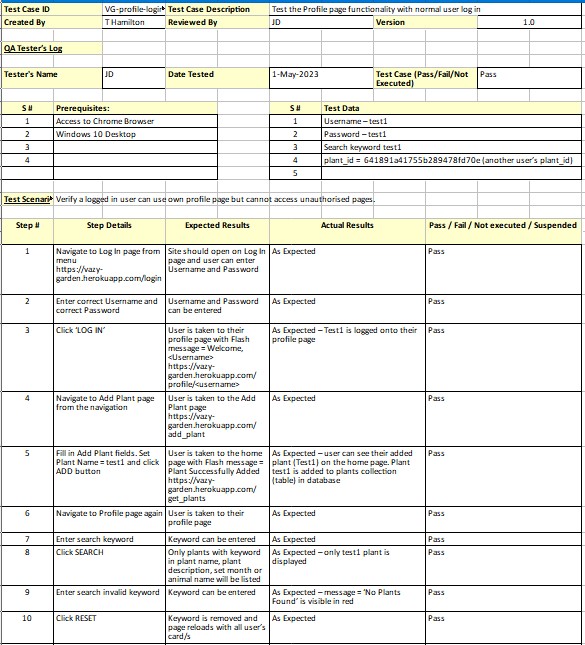 Test Case ID VG-profile-login Test Case Description Test the Profile page functionality with normal user log in
Created By T Hamilton Reviewed By JD Version 1.0
QA Tester's Log
Tester's Name JD Date Tested 1-May-2023 Test Case (Pass/Fail/Not
Executed) Pass
S # Prerequisites: S # Test Data
1 Access to Chrome Browser 1 Username – test1
2 Windows 10 Desktop 2 Password – test1
3 3 Search keyword test1
4 4 plant_id = 641891a41755b289478fd70e (another user's plant_id)
5
Test Scenari Verify a logged in user can use own profile page but cannot access unauthorised pages.
Step # Step Details Expected Results Actual Results Pass / Fail / Not executed / Suspended
1 Navigate to Log In page from Site should open on Log In As Expected Pass
menu page and user can enter
https://vazy- Username and Password
garden.herokuapp.com/login
2 Enter correct Username and Username and Password As Expected Pass
correct Password can be entered
3 Click 'LOG IN' User is taken to their As Expected – Test1 is logged onto their Pass
profile page with Flash profile page
message = Welcome,
<Username>
https://vazy-
garden.herokuapp.com/
profile/<username>
4 Navigate to Add Plant page User is taken to the Add As Expected Pass
from the navigation Plant page
https://vazy-
garden.herokuapp.com/
add_plant
5 Fill in Add Plant fields. Set User is taken to the home As Expected – user can see their added Pass
Plant Name = test1 and click page with Flash message = plant (Test1) on the home page. Plant
ADD button Plant Successfully Added test1 is added to plants collection
https://vazy- (table) in database
garden.herokuapp.com/
get_plants
6 Navigate to Profile page again User is taken to their As Expected Pass
profile page
7 Enter search keyword Keyword can be entered As Expected Pass
8 Click SEARCH Only plants with keyword As Expected – only test1 plant is Pass
in plant name, plant displayed
description, set month or
animal name will be listed
9 Enter search invalid keyword Keyword can be entered As Expected – message = 'No Plants Pass
Found' is visible in red
10 Click RESET Keyword is removed and As Expected Pass
page reloads with all user's
card/s